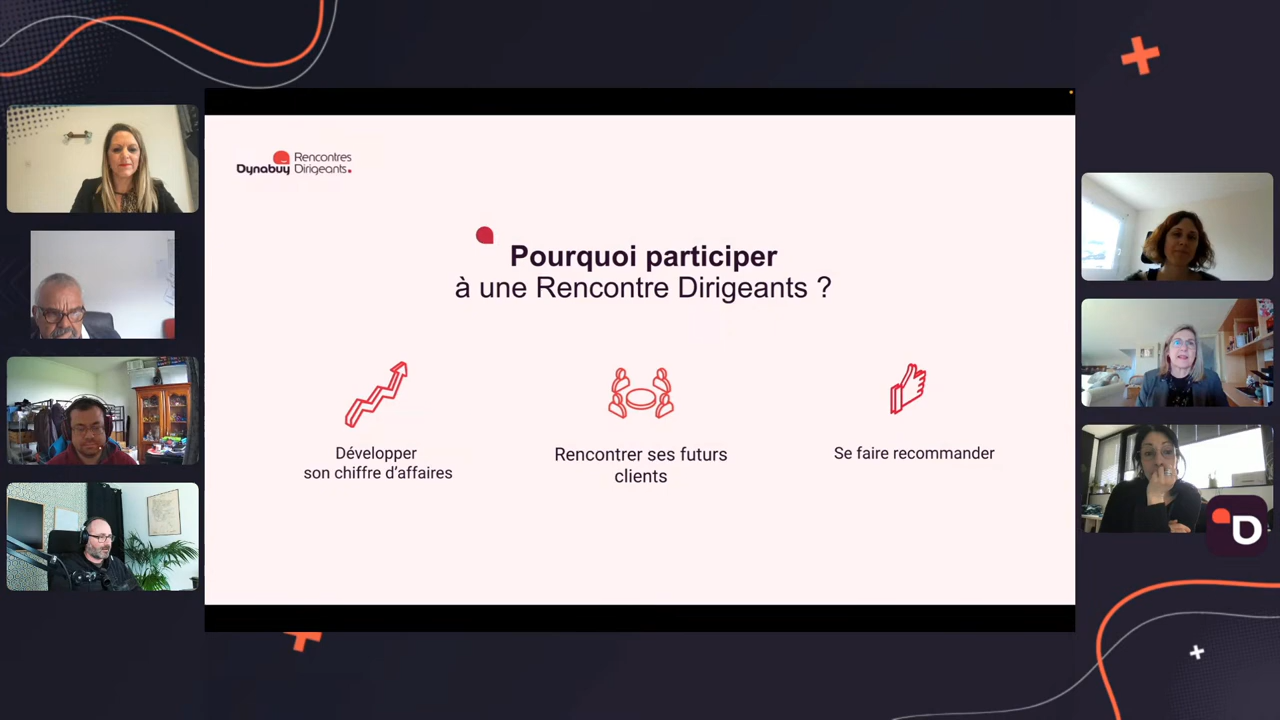 Dynabuy
Rencontres
Dirigeants.
Pourquoi participer
à une Rencontre Dirigeants ?
Développer
son chiffre d’affaires
Rencontrer ses futurs
clients
Se faire recommander
D